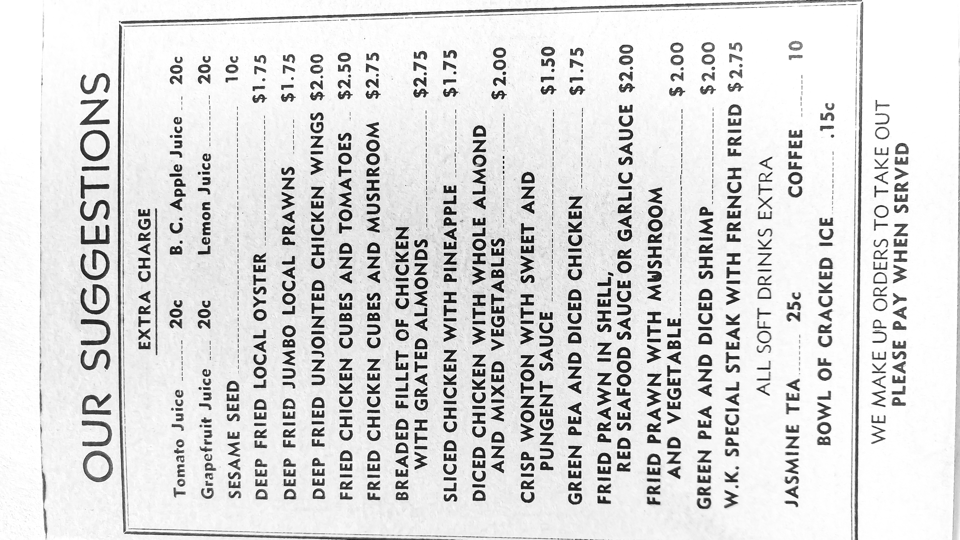 OUR SUGGESTIONS
EXTRA CHARGE
Tomato Juice ...... 20c B. C. Apple Juice .... 20c
Grapefruit Juice .... 20c Lemon Juice ............ 20c
SESAME SEED ...... 10c
DEEP FRIED LOCAL OYSTER ...... $1.75
DEEP FRIED JUMBO LOCAL PRAWNS ...... $1.75
DEEP FRIED UNJOINTED CHICKEN WINGS $2.00
FRIED CHICKEN CUBES AND TOMATOES .. $2.50
FRIED CHICKEN CUBES AND MUSHROOM .. $2.75
BREADED FILLET OF CHICKEN
WITH GRATED ALMONDS ...... $2.75
SLICED CHICKEN WITH PINEAPPLE ...... $1.75
DICED CHICKEN WITH WHOLE ALMOND
AND MIXED VEGETABLES ...... $2.00
CRISP WONTON WITH SWEET AND
PUNGENT SAUCE ...... $1.50
GREEN PEA AND DICED CHICKEN ...... $1.75
FRIED PRAWN IN SHELL,
RED SEAFOOD SAUCE OR GARLIC SAUCE $2.00
FRIED PRAWN WITH MUSHROOM
AND VEGETABLE ...... $2.00
GREEN PEA AND DICED SHRIMP ...... $2.00
W.K. SPECIAL STEAK WITH FRENCH FRIED $2.75
ALL SOFT DRINKS EXTRA
JASMINE TEA ...... 25c COFFEE ...... 10
BOWL OF CRACKED ICE ...... .15c
WE MAKE UP ORDERS TO TAKE OUT
PLEASE PAY WHEN SERVED